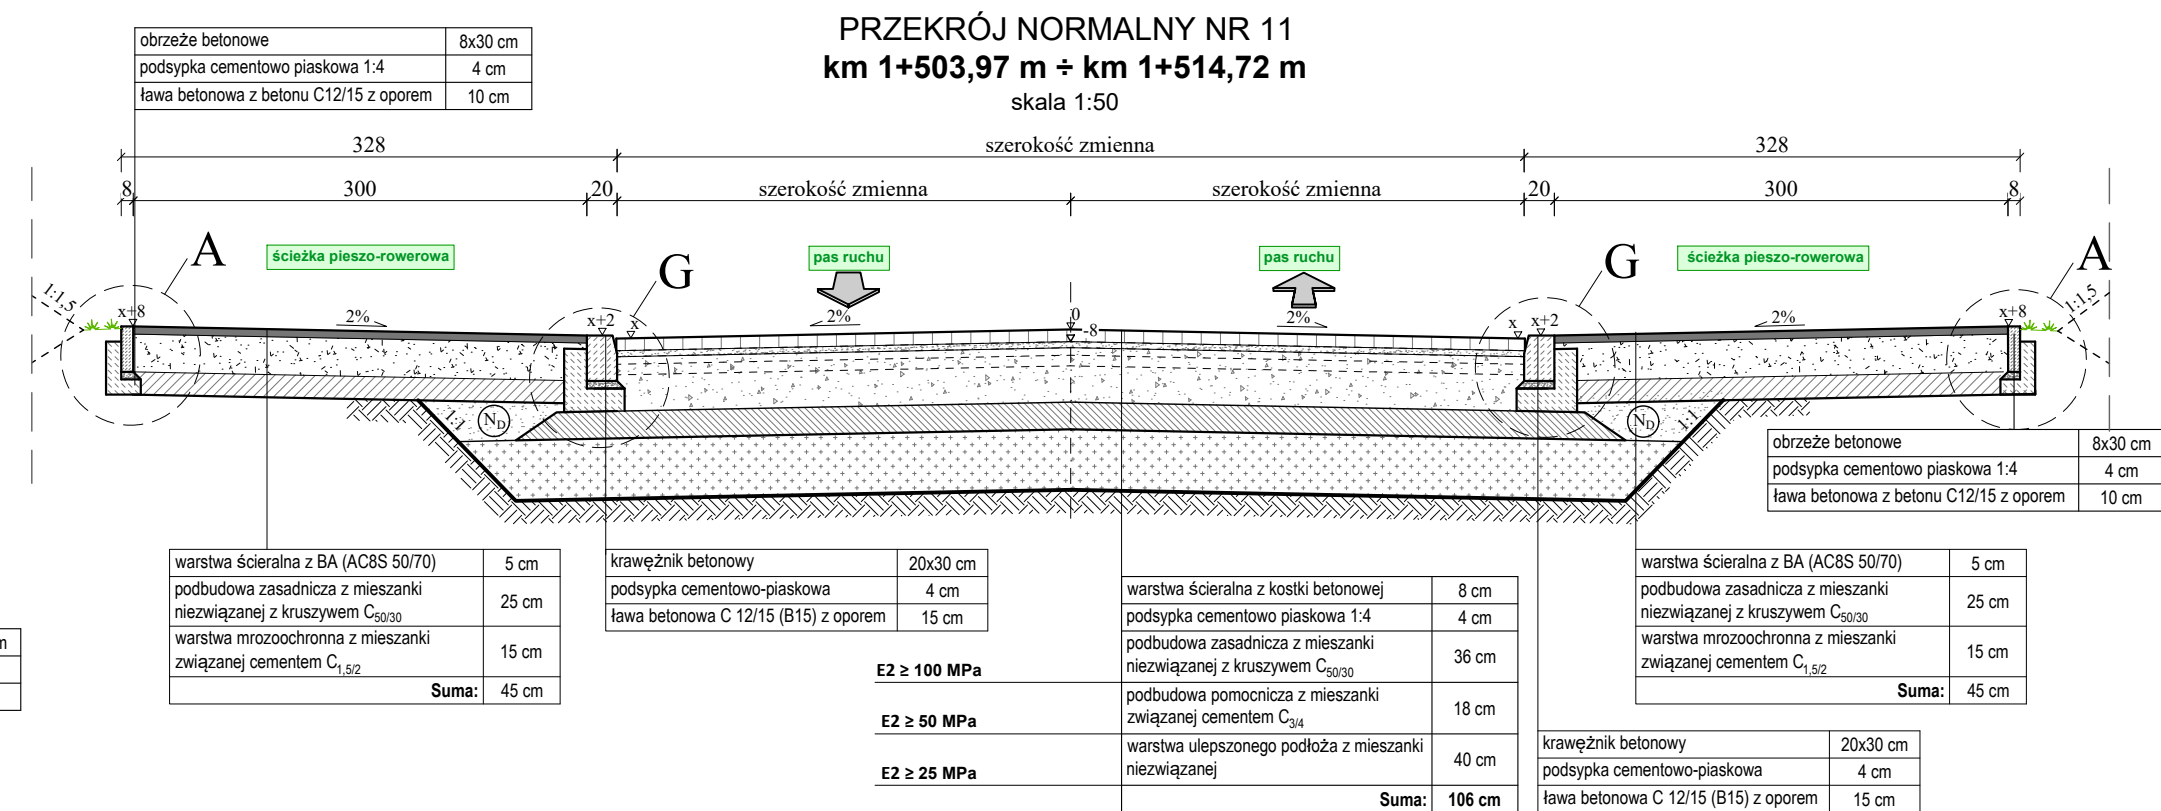 PRZEKRÓJ NORMALNY NR 11
km 1+503,97 m ÷ km 1+514,72 m
skala 1:50
obrzeże betonowe 8x30 cm
podsypka cementowo piaskowa 1:4 4 cm
ława betonowa z betonu C12/15 z oporem 10 cm
328 szerokość zmienna 328
8 300 20 szerokość zmienna szerokość zmienna 20 300 8
A ścieżka pieszo-rowerowa G pas ruchu pas ruchu G ścieżka pieszo-rowerowa A
1:1,5 x+8 2% x+2 x 2% 0 2% x x+2 2% x+8 1:1,5
-8
1:1 ND ND 1:1
obrzeże betonowe 8x30 cm
podsypka cementowo piaskowa 1:4 4 cm
ława betonowa z betonu C12/15 z oporem 10 cm
m
warstwa ścieralna z BA (AC8S 50/70) 5 cm
podbudowa zasadnicza z mieszanki
niezwiązanej z kruszywem C50/30 25 cm
warstwa mrozoochronna z mieszanki
związanej cementem C1,5/2 15 cm
Suma: 45 cm
krawężnik betonowy 20x30 cm
podsypka cementowo-piaskowa 4 cm
ława betonowa C 12/15 (B15) z oporem 15 cm
warstwa ścieralna z kostki betonowej 8 cm
podsypka cementowo piaskowa 1:4 4 cm
podbudowa zasadnicza z mieszanki
E2 ≥ 100 MPa niezwiązanej z kruszywem C50/30 36 cm
podbudowa pomocnicza z mieszanki
E2 ≥ 50 MPa związanej cementem C3/4 18 cm
warstwa ulepszonego podłoża z mieszanki
E2 ≥ 25 MPa niezwiązanej 40 cm
Suma: 106 cm
warstwa ścieralna z BA (AC8S 50/70) 5 cm
podbudowa zasadnicza z mieszanki
niezwiązanej z kruszywem C50/30 25 cm
warstwa mrozoochronna z mieszanki
związanej cementem C1,5/2 15 cm
Suma: 45 cm
krawężnik betonowy 20x30 cm
podsypka cementowo-piaskowa 4 cm
ława betonowa C 12/15 (B15) z oporem 15 cm